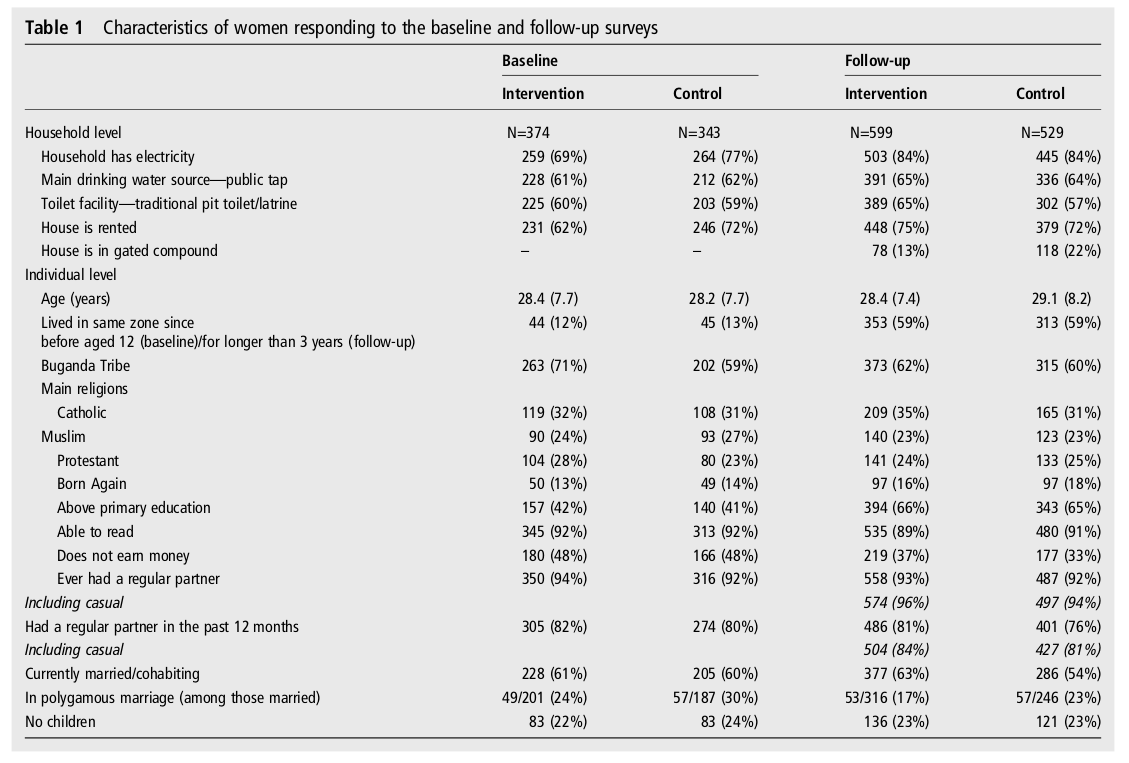 Table 1 Characteristics of women responding to the baseline and follow-up surveys
Baseline Follow-up
Intervention Control Intervention Control
Household level N=374 N=343 N=599 N=529
Household has electricity 259 (69%) 264 (77%) 503 (84%) 445 (84%)
Main drinking water source—public tap 228 (61%) 212 (62%) 391 (65%) 336 (64%)
Toilet facility—traditional pit toilet/latrine 225 (60%) 203 (59%) 389 (65%) 302 (57%)
House is rented 231 (62%) 246 (72%) 448 (75%) 379 (72%)
House is in gated compound – – 78 (13%) 118 (22%)
Individual level
Age (years) 28.4 (7.7) 28.2 (7.7) 28.4 (7.4) 29.1 (8.2)
Lived in same zone since 44 (12%) 45 (13%) 353 (59%) 313 (59%)
before aged 12 (baseline)/for longer than 3 years (follow-up)
Buganda Tribe 263 (71%) 202 (59%) 373 (62%) 315 (60%)
Main religions
Catholic 119 (32%) 108 (31%) 209 (35%) 165 (31%)
Muslim 90 (24%) 93 (27%) 140 (23%) 123 (23%)
Protestant 104 (28%) 80 (23%) 141 (24%) 133 (25%)
Born Again 50 (13%) 49 (14%) 97 (16%) 97 (18%)
Above primary education 157 (42%) 140 (41%) 394 (66%) 343 (65%)
Able to read 345 (92%) 313 (92%) 535 (89%) 480 (91%)
Does not earn money 180 (48%) 166 (48%) 219 (37%) 177 (33%)
Ever had a regular partner 350 (94%) 316 (92%) 558 (93%) 487 (92%)
Including casual 574 (96%) 497 (94%)
Had a regular partner in the past 12 months 305 (82%) 274 (80%) 486 (81%) 401 (76%)
Including casual 504 (84%) 427 (81%)
Currently married/cohabiting 228 (61%) 205 (60%) 377 (63%) 286 (54%)
In polygamous marriage (among those married) 49/201 (24%) 57/187 (30%) 53/316 (17%) 57/246 (23%)
No children 83 (22%) 83 (24%) 136 (23%) 121 (23%)